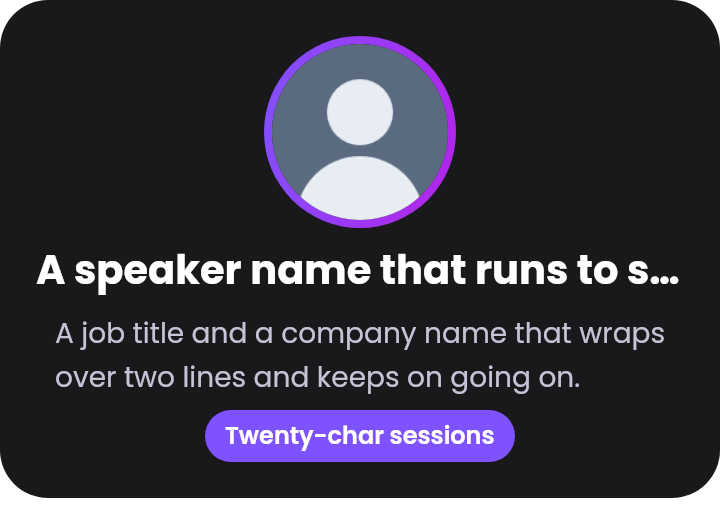 A speaker name that runs to s...
A job title and a company name that wraps
over two lines and keeps on going on.
Twenty-char sessions